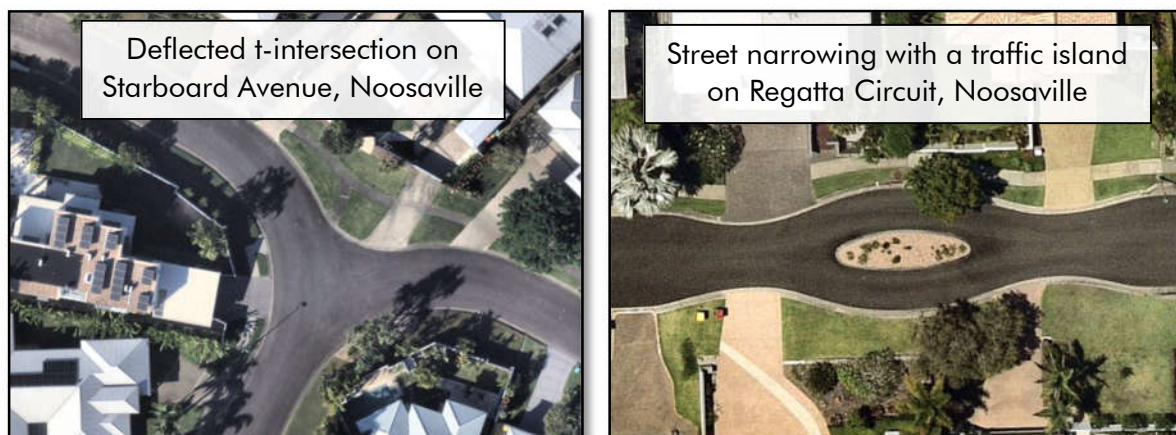 Deflected t-intersection on
Starboard Avenue, Noosaville
Street narrowing with a traffic island
on Regatta Circuit, Noosaville